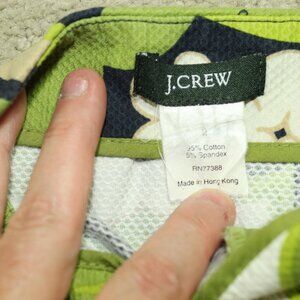 J.CREW
2
95% Cotton
5% Spandex
RN77388
Made in Hong Kong